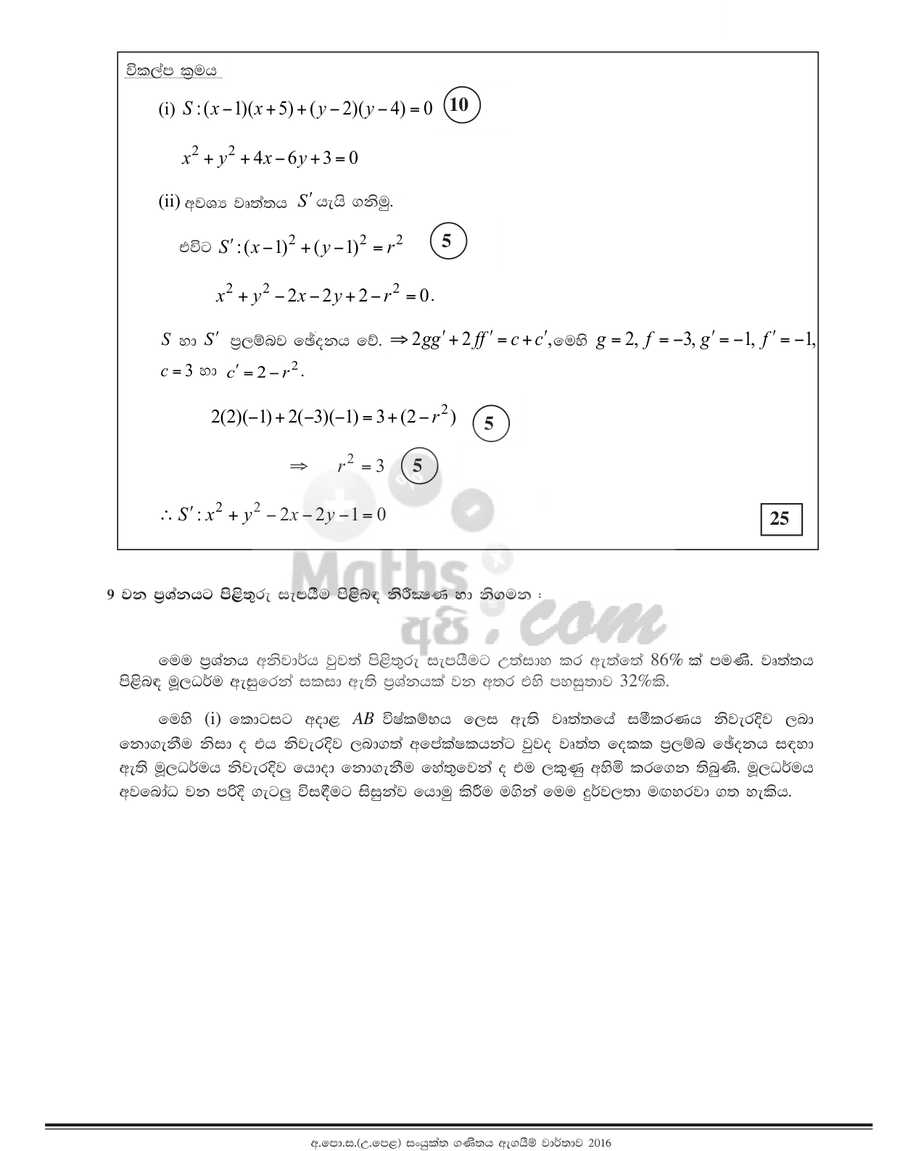 විකල්ප ක්‍රමය
(i) S : (x − 1)(x + 5) + (y − 2)(y − 4) = 0 10
x² + y² + 4x − 6y + 3 = 0
(ii) අවශ්‍ය වෘත්තය S′ යැයි ගනිමු.
එවිට S′ : (x − 1)² + (y − 1)² = r² 5
x² + y² − 2x − 2y + 2 − r² = 0.
S හා S′ ප්‍රලම්බව ඡේදනය වේ. ⇒ 2gg′ + 2ff′ = c + c′, මෙහි g = 2, f = −3, g′ = −1, f′ = −1,
c = 3 හා c′ = 2 − r².
2(2)(−1) + 2(−3)(−1) = 3 + (2 − r²) 5
⇒ r² = 3 5
∴ S′ : x² + y² − 2x − 2y − 1 = 0 25
Maths
අපි . com
9 වන ප්‍රශ්නයට පිළිතුරු සැපයීම පිළිබඳ නිරීක්‍ෂණ හා නිගමන :
මෙම ප්‍රශ්නය අනිවාර්ය වුවත් පිළිතුරු සැපයීමට උත්සාහ කර ඇත්තේ 86% ක් පමණි. වෘත්තය
පිළිබඳ මූලධර්ම ඇසුරෙන් සකසා ඇති ප්‍රශ්නයක් වන අතර එහි පහසුතාව 32%කි.
මෙහි (i) කොටසට අදාළ AB විෂ්කම්භය ලෙස ඇති වෘත්තයේ සමීකරණය නිවැරදිව ලබා
නොගැනීම නිසා ද එය නිවැරදිව ලබාගත් අපේක්ෂකයන්ට වුවද වෘත්ත දෙකක ප්‍රලම්බ ඡේදනය සඳහා
ඇති මූලධර්මය නිවැරදිව යොදා නොගැනීම හේතුවෙන් ද එම ලකුණු අහිමි කරගෙන තිබුණි. මූලධර්මය
අවබෝධ වන පරිදි ගැටලු විසඳීමට සිසුන්ව යොමු කිරීම මගින් මෙම දුර්වලතා මඟහරවා ගත හැකිය.
අ.පො.ස.(උ.පෙළ) සංයුක්ත ගණිතය ඇගයීම් වාර්තාව 2016